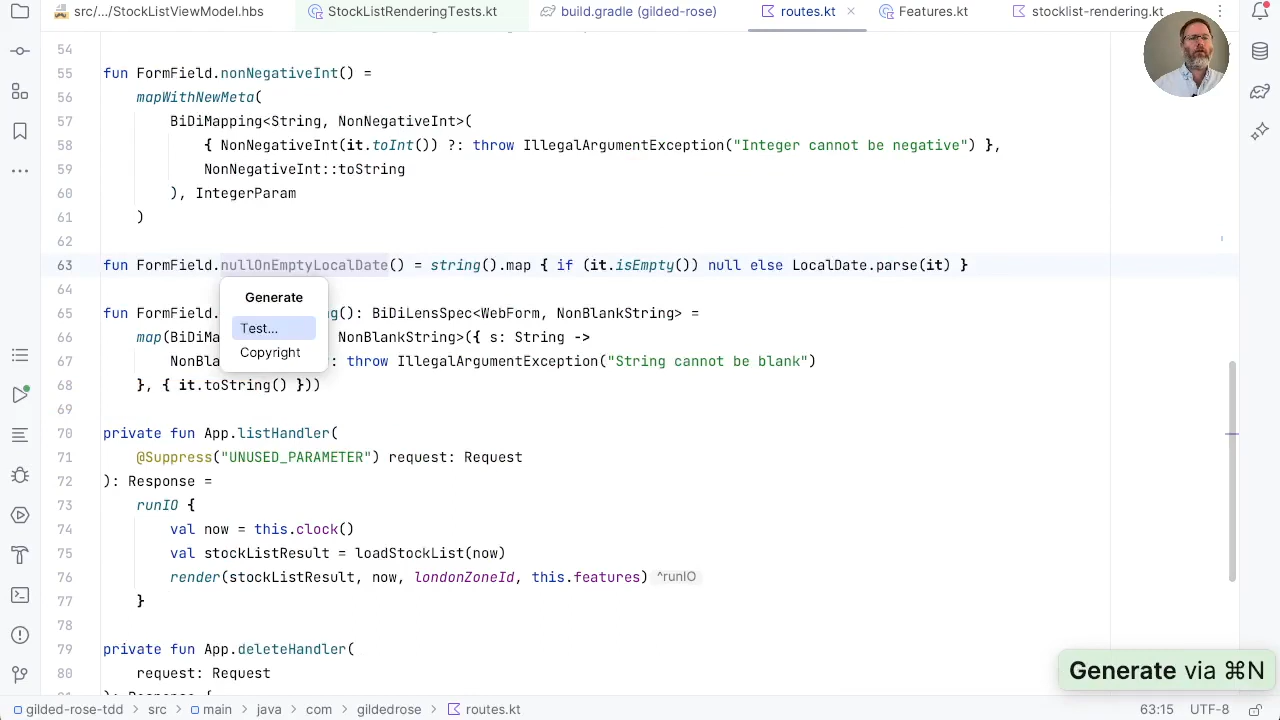 src/.../StockListViewModel.hbs
StockListRenderingTests.kt
build.gradle (gilded-rose)
routes.kt
Features.kt
stocklist-rendering.kt
54
55 fun FormField.nonNegativeInt() =
56 mapWithNewMeta(
57 BiDiMapping<String, NonNegativeInt>(
58 { NonNegativeInt(it.toInt()) ?: throw IllegalArgumentException("Integer cannot be negative") },
59 NonNegativeInt::toString
60 ), IntegerParam
61 )
62
63 fun FormField.nullOnEmptyLocalDate() = string().map { if (it.isEmpty()) null else LocalDate.parse(it) }
64
65 fun FormField. g(): BiDiLensSpec<WebForm, NonBlankString> =
66 map(BiDiMa NonBlankString>({ s: String ->
67 NonBlan : throw IllegalArgumentException("String cannot be blank")
68 }, { it.toString() }))
69
70 private fun App.listHandler(
71 @Suppress("UNUSED_PARAMETER") request: Request
72 ): Response =
73 runIO {
74 val now = this.clock()
75 val stockListResult = loadStockList(now)
76 render(stockListResult, now, londonZoneId, this.features) ^runIO
77 }
78
79 private fun App.deleteHandler(
80 request: Request
Generate
Test...
Copyright
Generate via ⌘N
gilded-rose-tdd > src > main > java > com > gildedrose > routes.kt
63:15 UTF-8